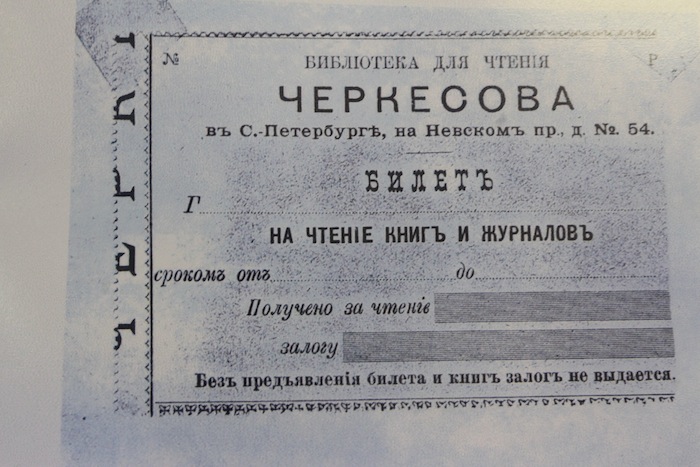 № Р
БИБЛІОТЕКА ДЛЯ ЧТЕНІЯ
ЧЕРКЕСОВА
въ С.-Петербургѣ, на Невскомъ пр., д. №. 54.
БИЛЕТЪ
Г
НА ЧТЕНІЕ КНИГЪ И ЖУРНАЛОВЪ
срокомъ отъ до
Получено за чтеніе
залогу
Безъ предъявленія билета и книгъ залогъ не выдается.
ЧЕРК